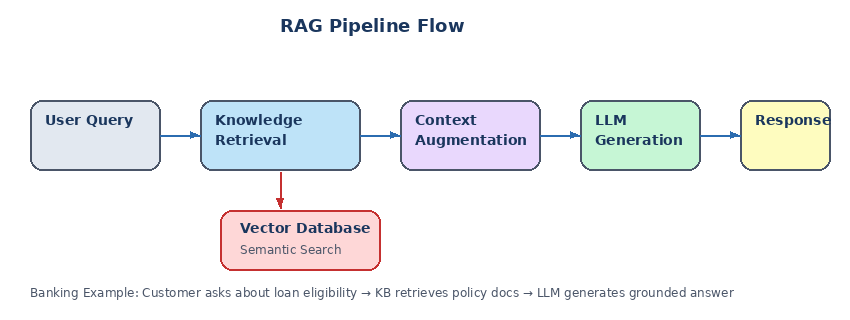 RAG Pipeline Flow
User Query
Knowledge
Retrieval
Context
Augmentation
LLM
Generation
Response
Vector Database
Semantic Search
Banking Example: Customer asks about loan eligibility → KB retrieves policy docs → LLM generates grounded answer